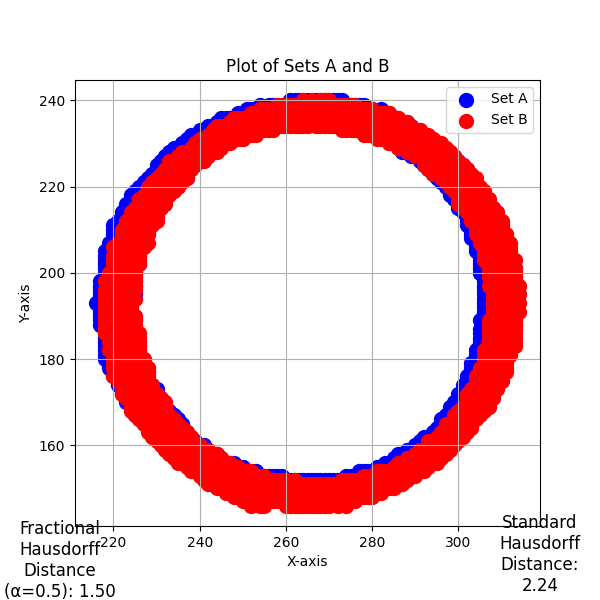 Plot of Sets A and B
Set A
Set B
240
220
200
180
160
Y-axis
220 240 260 280 300
X-axis
Fractional
Hausdorff
Distance
(α=0.5): 1.50
Standard
Hausdorff
Distance:
2.24